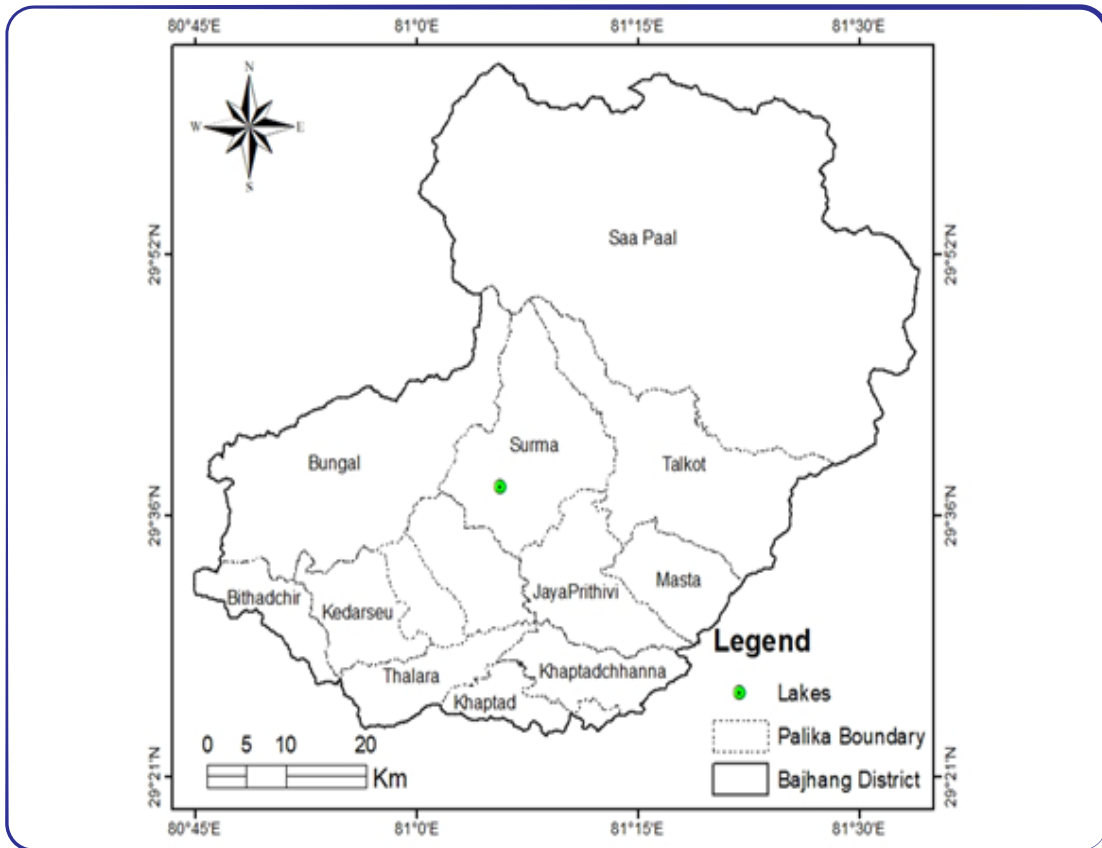 80°45'E 81°0'E 81°15'E 81°30'E
N
W E
S
Saa Paal
29°52'N 29°52'N
Surma
Bungal Talkot
29°36'N 29°36'N
Masta
JayaPrithivi
Bithadchir
Kedarseu
Legend
Khaptadchhanna
Thalara
Lakes
Khaptad
Palika Boundary
0 5 10 20
Km
Bajhang District
29°21'N 29°21'N
80°45'E 81°0'E 81°15'E 81°30'E